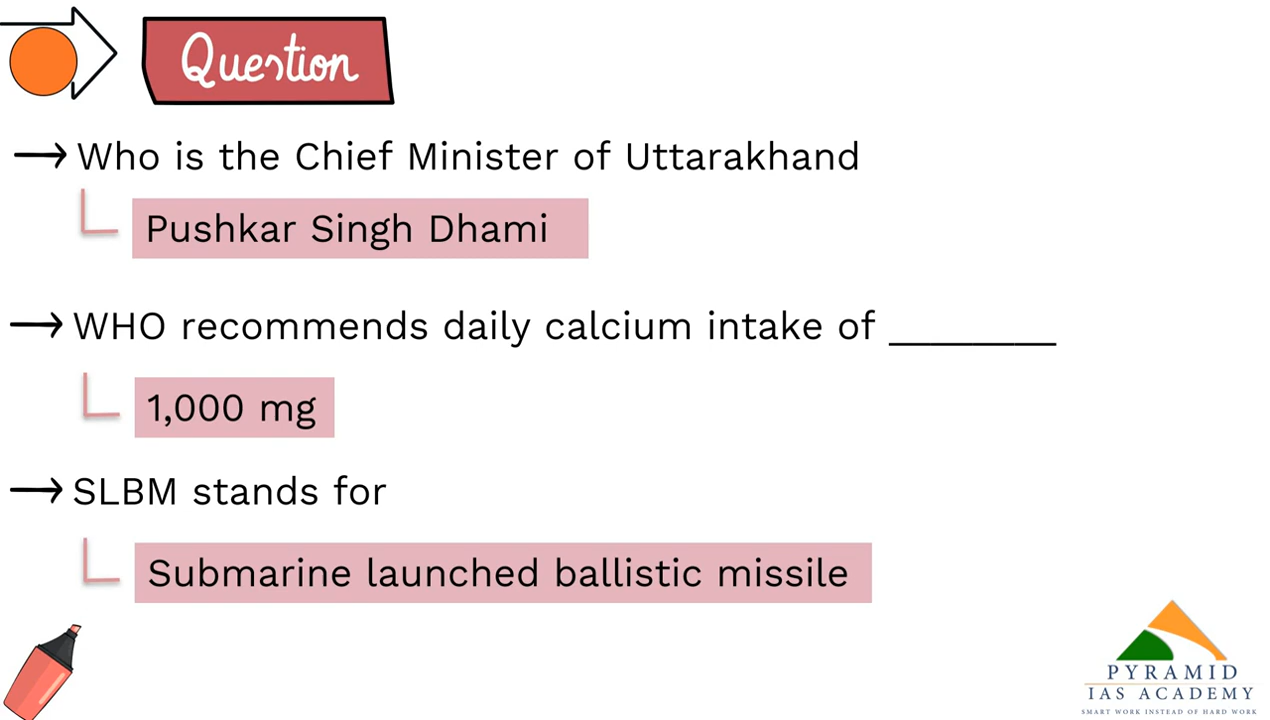 Question
Who is the Chief Minister of Uttarakhand
Pushkar Singh Dhami
WHO recommends daily calcium intake of ________
1,000 mg
SLBM stands for
Submarine launched ballistic missile
PYRAMID
IAS ACADEMY
SMART WORK INSTEAD OF HARD WORK